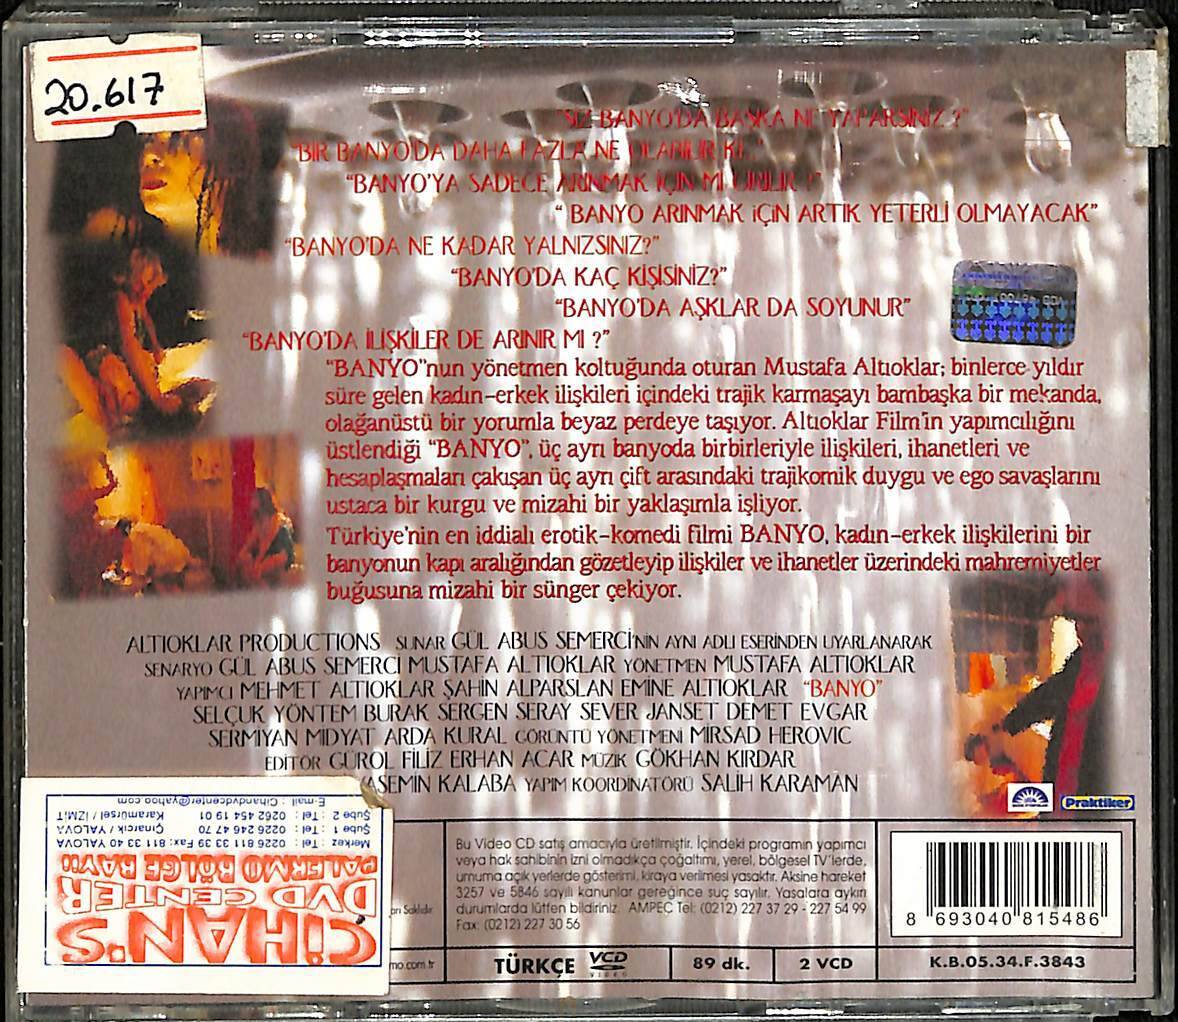 20.617
"SİZ BANYO'DA BAŞKA NE YAPARSINIZ ?"
"BİR BANYO'DA DAHA FAZLA NE OLABİLİR Kİ..."
"BANYO'YA SADECE ARINMAK İÇİN Mİ GİRİLİR ?"
" BANYO ARINMAK İÇİN ARTIK YETERLİ OLMAYACAK"
"BANYO'DA NE KADAR YALNIZSINIZ?"
"BANYO'DA KAÇ KİŞİSİNİZ?"
"BANYO'DA AŞKLAR DA SOYUNUR"
"BANYO'DA İLİŞKİLER DE ARINIR MI ?"
"BANYO"nun yönetmen koltuğunda oturan Mustafa Altıoklar; binlerce yıldır
süre gelen kadın-erkek ilişkileri içindeki trajik karmaşayı bambaşka bir mekanda,
olağanüstü bir yorumla beyaz perdeye taşıyor. Altıoklar Film'in yapımcılığını
üstlendiği "BANYO", üç ayrı banyoda birbirleriyle ilişkileri, ihanetleri ve
hesaplaşmaları çakışan üç ayrı çift arasındaki trajikomik duygu ve ego savaşlarını
ustaca bir kurgu ve mizahi bir yaklaşımla işliyor.
Türkiye'nin en iddialı erotik-komedi filmi BANYO, kadın-erkek ilişkilerini bir
banyonun kapı aralığından gözetleyip ilişkiler ve ihanetler üzerindeki mahremiyetler
buğusuna mizahi bir sünger çekiyor.
ALTIOKLAR PRODUCTIONS SUNAR GÜL ABUS SEMERCİ'NİN AYNI ADLI ESERİNDEN UYARLANARAK
SENARYO GÜL ABUS SEMERCİ MUSTAFA ALTIOKLAR YÖNETMEN MUSTAFA ALTIOKLAR
YAPIMCI MEHMET ALTIOKLAR ŞAHİN ALPARSLAN EMİNE ALTIOKLAR "BANYO"
SELÇUK YÖNTEM BURAK SERGEN SERAY SEVER JANSET DEMET EVGAR
SERMİYAN MİDYAT ARDA KURAL GÖRÜNTÜ YÖNETMENİ MIRSAD HEROVIC
EDİTÖR GÜROL FİLİZ ERHAN ACAR MÜZİK GÖKHAN KIRDAR
YASEMİN KALABA YAPIM KOORDİNATÖRÜ SALİH KARAMAN
Praktiker
CİHAN'S
DVD CENTER
PALERMO BÖLGE BAYİİ
Merkez : Tel : 0226 811 33 39 Fax: 811 33 40 YALOVA
Şube 1 : Tel : 0226 246 47 70 Çınarcık / YALOVA
Şube 2 : Tel : 0262 454 19 01 Karamürsel / İZMİT
E-mail : Cihandvdcenter@yahoo.com
Saklıdır
mo.com.tr
Bu Video CD satış amacıyla üretilmiştir. İçindeki programın yapımcı
veya hak sahibinin izni olmadıkça çoğaltımı, yerel, bölgesel TV'lerde,
umuma açık yerlerde gösterimi, kiraya verilmesi yasaktır. Aksine hareket
3257 ve 5846 sayılı kanunlar gereğince suç sayılır. Yasalara aykırı
durumlarda lütfen bildiriniz. AMPEC Tel: (0212) 227 37 29 - 227 54 99
Fax: (0212) 227 30 56
8 693040 815486
TÜRKÇE VCD VIDEO
89 dk.
2 VCD
K.B.05.34.F.3843